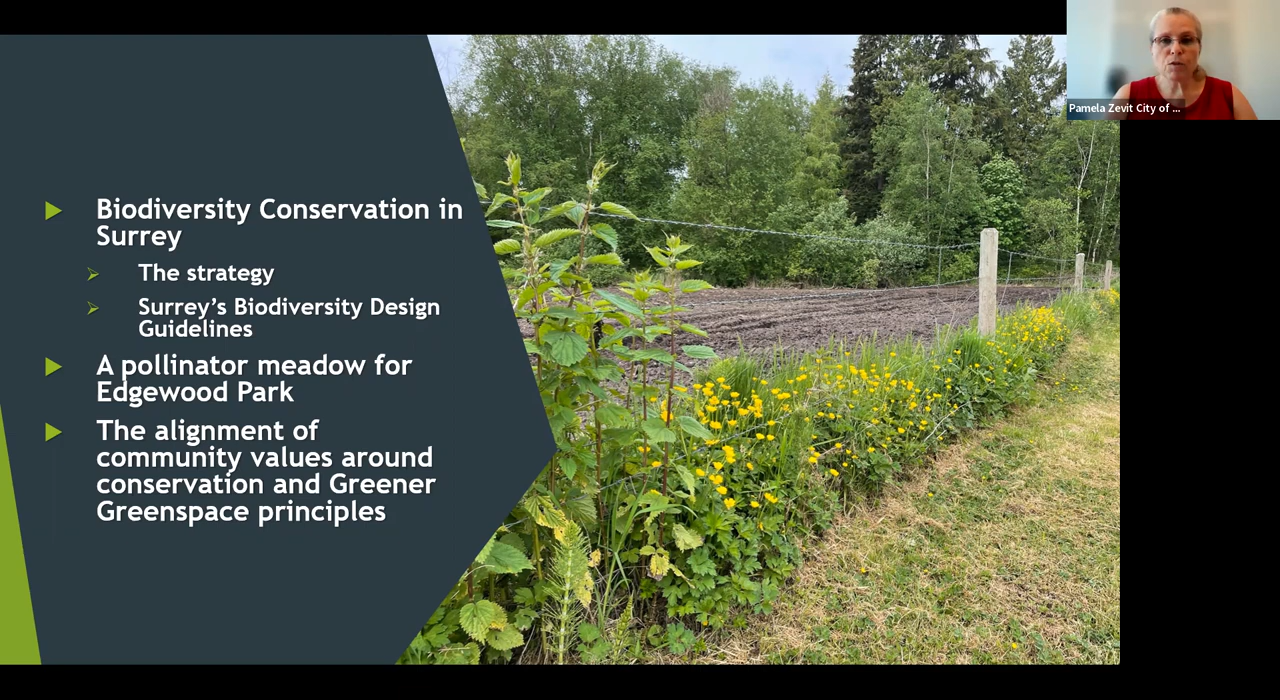 Biodiversity Conservation in
Surrey
The strategy
Surrey's Biodiversity Design
Guidelines
A pollinator meadow for
Edgewood Park
The alignment of
community values around
conservation and Greener
Greenspace principles
Pamela Zevit City of ...